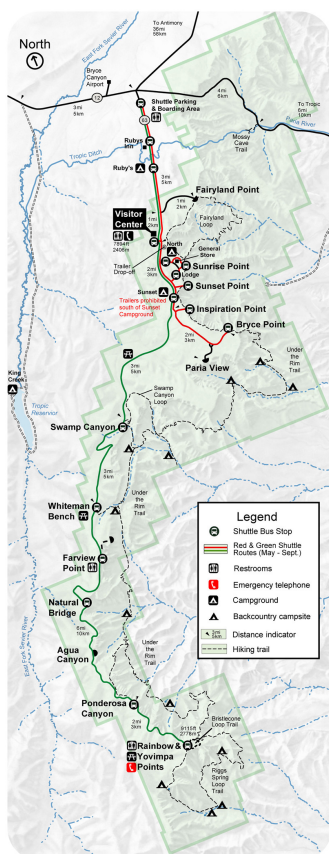 North
To Antimony
36mi
58km
East Fork Sevier River
Bryce
Canyon
Airport
12
3mi
5km
63
Shuttle Parking
& Boarding Area
4mi
6km
To Tropic
6mi
10km
Paria River
Mossy
Cave
Trail
Rubys
Inn
Tropic Ditch
Ruby's
3mi
5km
Fairyland Point
1mi
2km
Fairyland
Loop
Visitor
Center
7894ft
2406m
1mi
2km
Trailer
Drop-off
North
General
Store
Sunrise Point
Lodge
2mi
3km
Sunset Point
Sunset
Trailers prohibited
south of Sunset
Campground
Inspiration Point
Bryce Point
2mi
3km
Paria View
Under
the
Rim
Trail
King
Creek
Tropic
Reservoir
3mi
5km
Swamp
Canyon
Loop
Swamp Canyon
3mi
5km
Whiteman
Bench
Under
the
Rim
Trail
Farview
Point
Natural
Bridge
6mi
10km
Agua
Canyon
Under
the
Rim
Trail
Ponderosa
Canyon
2mi
3km
9115ft
2778m
Bristlecone
Loop Trail
Rainbow &
Yovimpa
Points
Riggs
Spring
Loop
Trail
East Fork Sevier River
Legend
Shuttle Bus Stop
Red & Green Shuttle
Routes (May - Sept.)
Restrooms
Emergency telephone
Campground
Backcountry campsite
3mi
5km
Distance indicator
Hiking trail